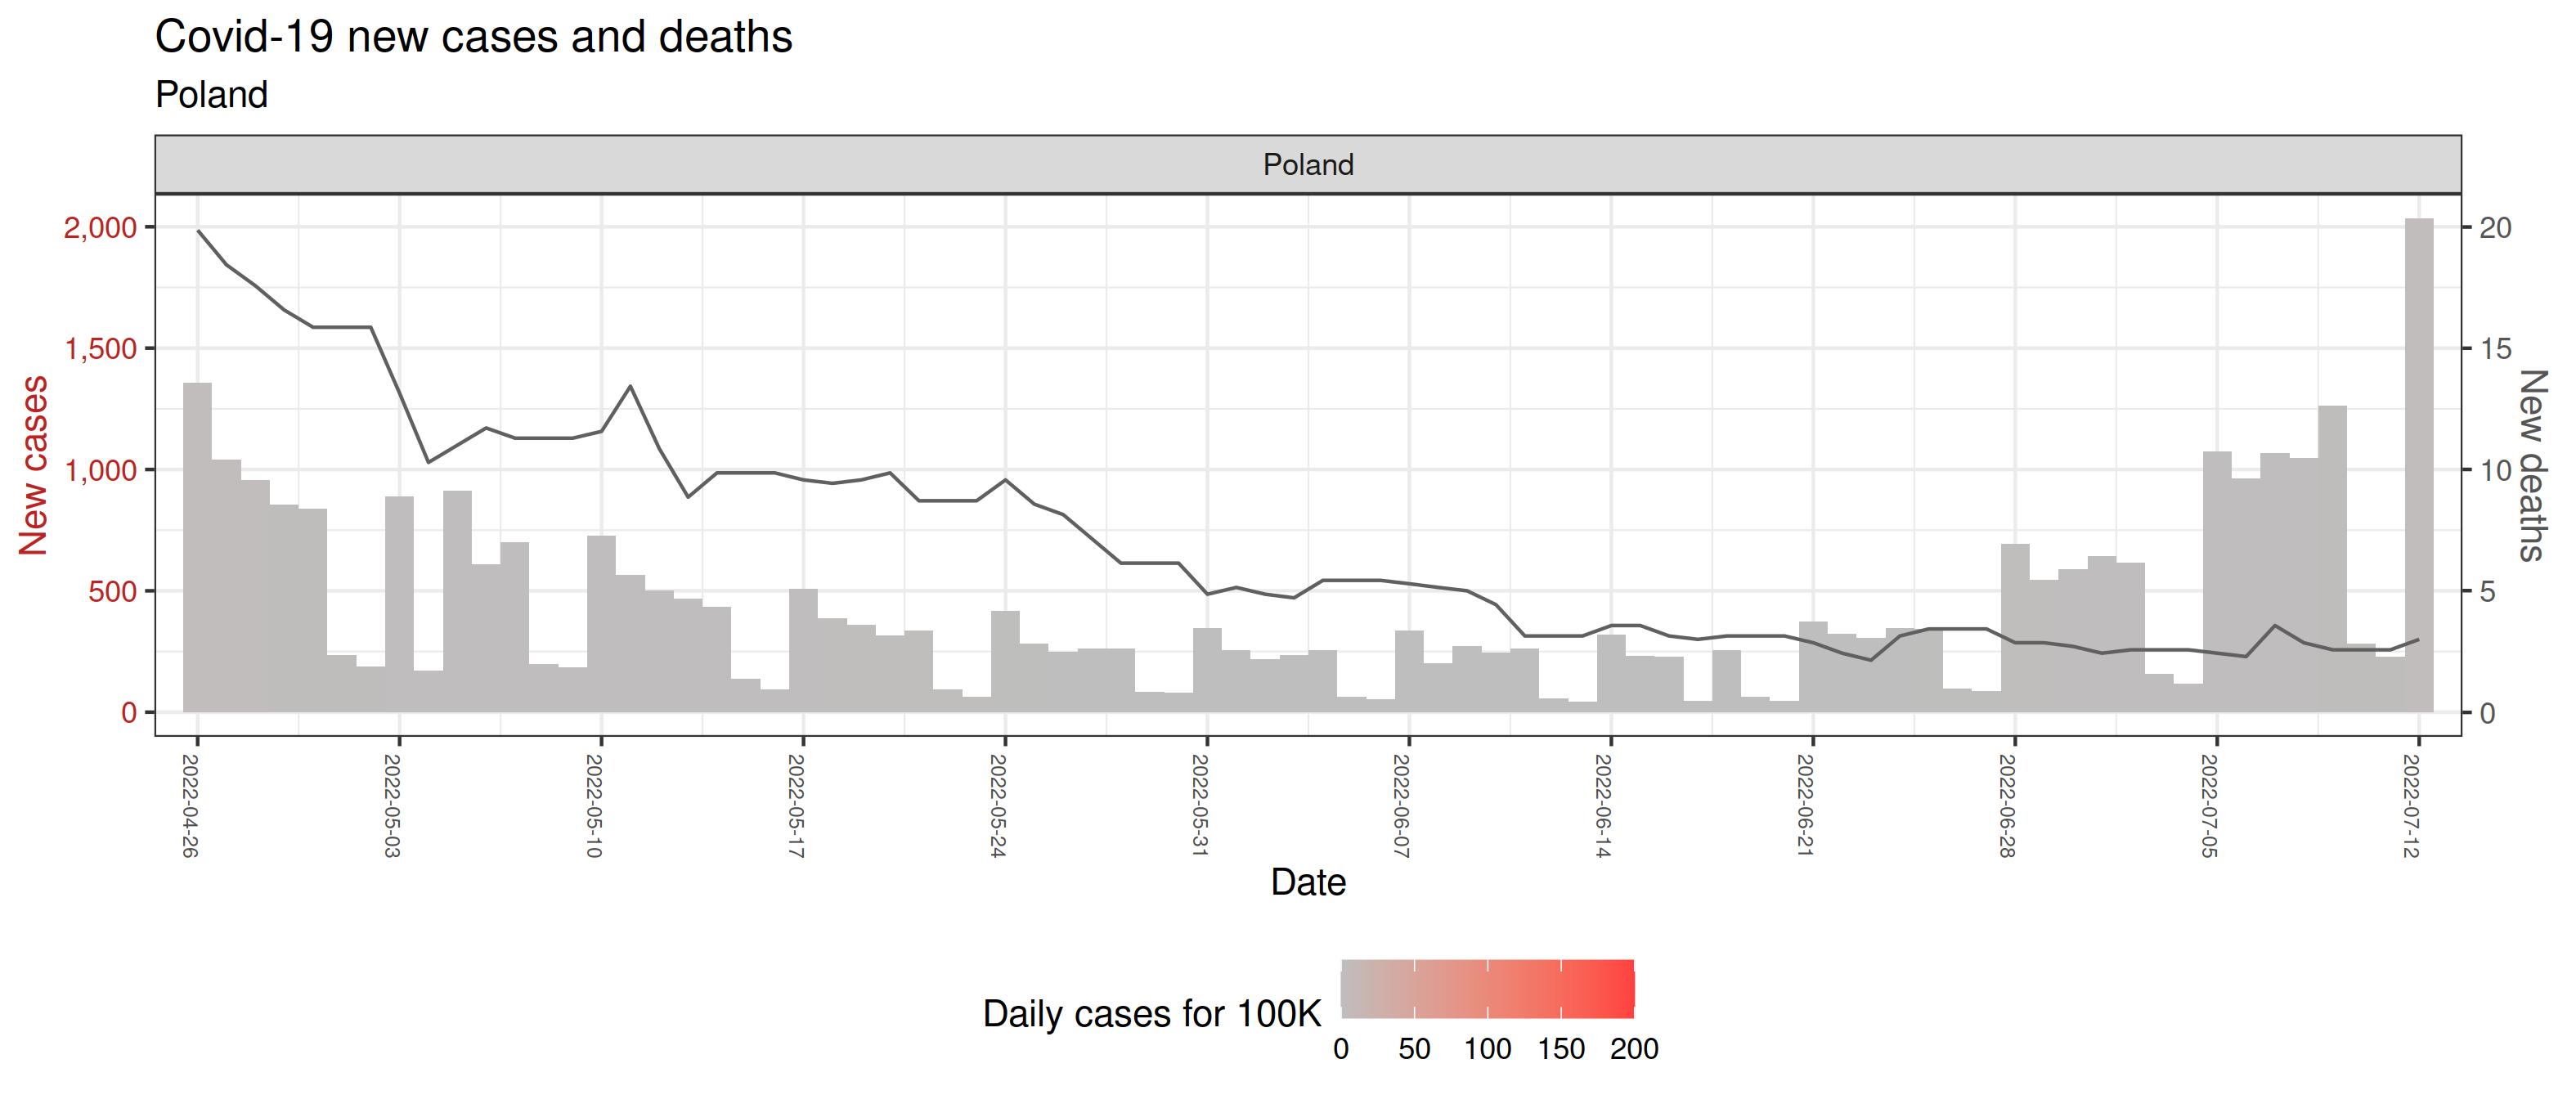 Covid-19 new cases and deaths
Poland
Poland
New cases
2,000
1,500
1,000
500
0
20
15
10
5
0
New deaths
2022-04-26
2022-05-03
2022-05-10
2022-05-17
2022-05-24
2022-05-31
2022-06-07
2022-06-14
2022-06-21
2022-06-28
2022-07-05
2022-07-12
Date
Daily cases for 100K
0 50 100 150 200